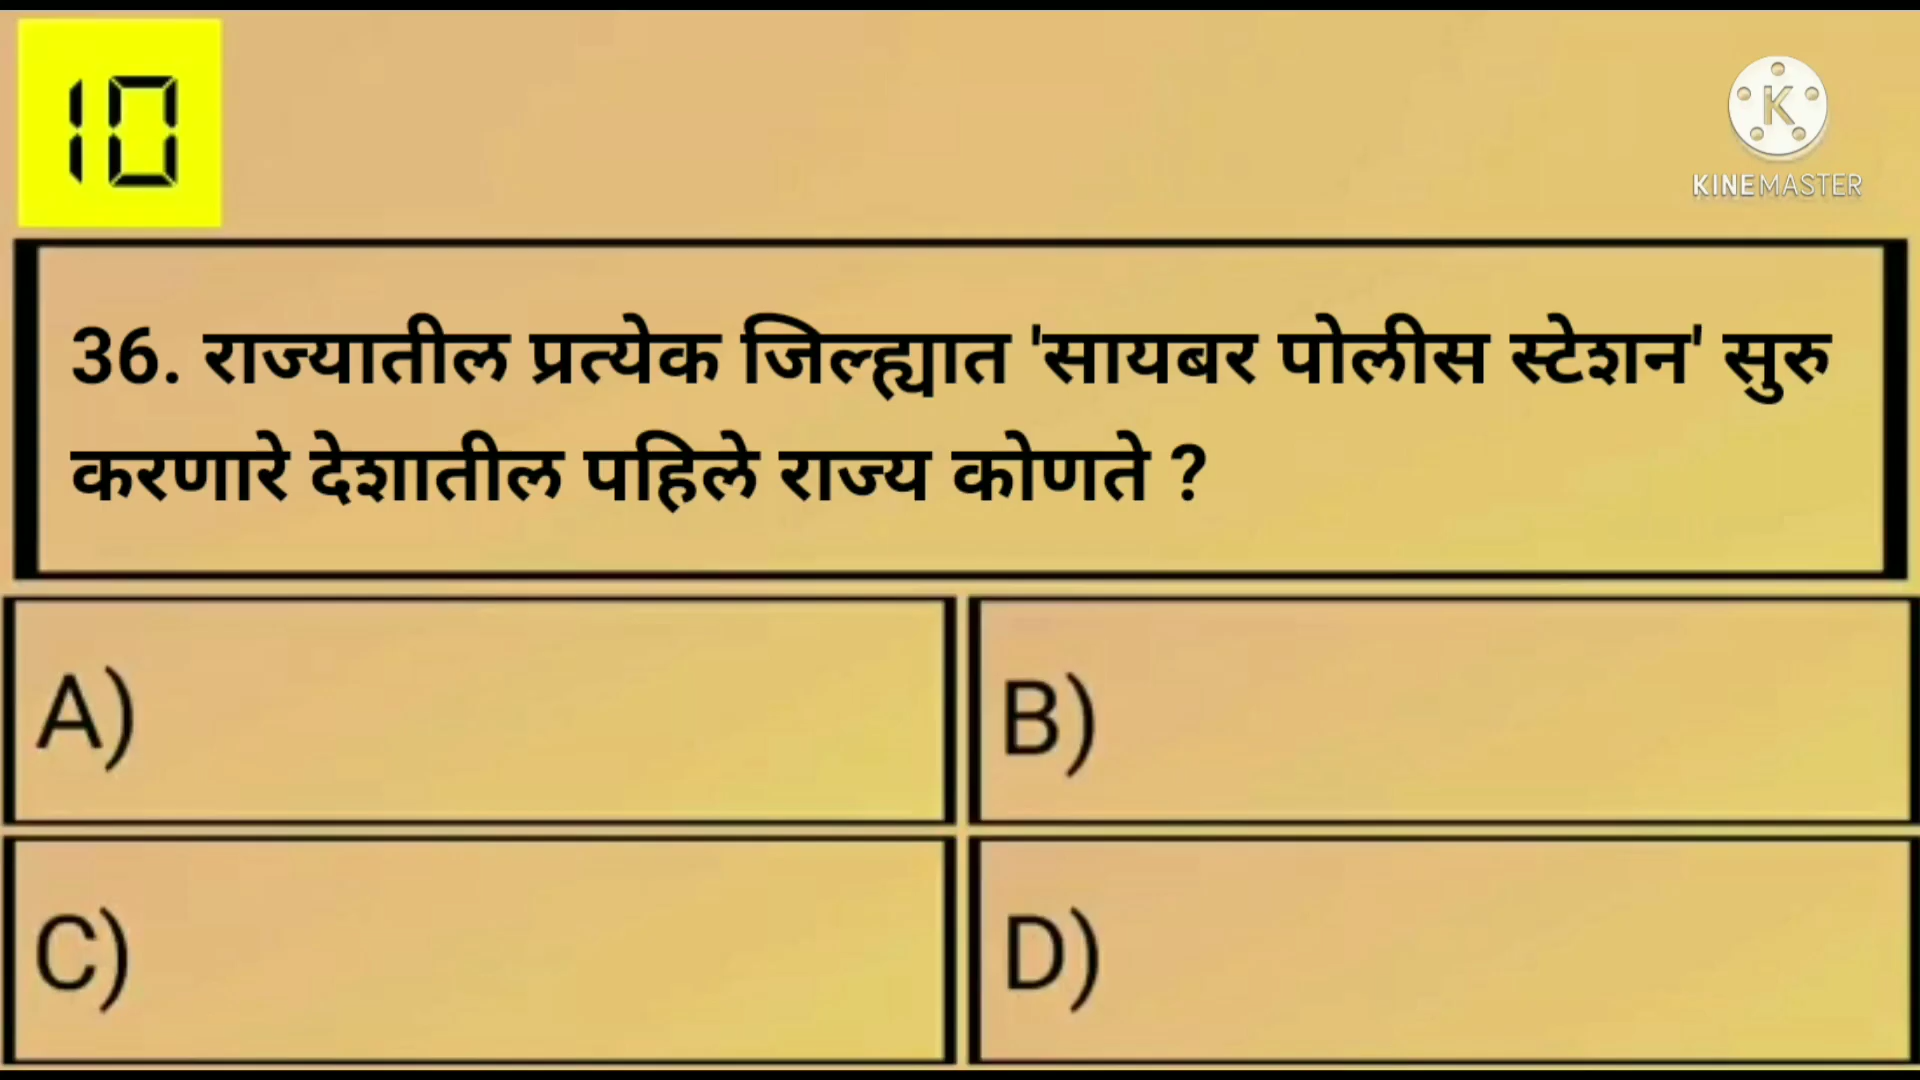 10
KINEMASTER
36. राज्यातील प्रत्येक जिल्ह्यात 'सायबर पोलीस स्टेशन' सुरु
करणारे देशातील पहिले राज्य कोणते ?
A)
B)
C)
D)